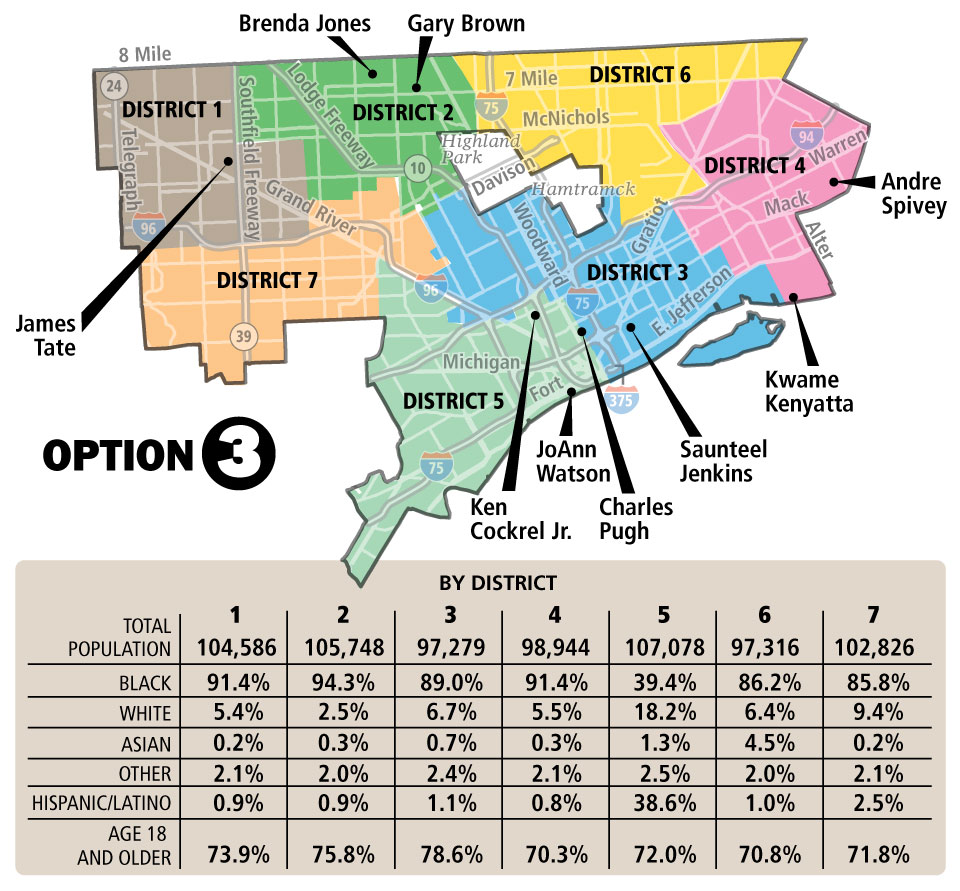 Brenda Jones
Gary Brown
8 Mile
24
DISTRICT 1
Telegraph
Southfield Freeway
Lodge Freeway
DISTRICT 2
7 Mile
75
DISTRICT 6
McNichols
Highland
Park
Davison
Hamtramck
10
94
Warren
DISTRICT 4
Mack
Alter
Andre
Spivey
96
Grand River
DISTRICT 7
96
Woodward
Gratiot
DISTRICT 3
75
E. Jefferson
James
Tate
39
Michigan
Fort
DISTRICT 5
375
75
Kwame
Kenyatta
OPTION 3
JoAnn
Watson
Saunteel
Jenkins
Ken
Cockrel Jr.
Charles
Pugh
BY DISTRICT
1 2 3 4 5 6 7
TOTAL
POPULATION 104,586 105,748 97,279 98,944 107,078 97,316 102,826
BLACK 91.4% 94.3% 89.0% 91.4% 39.4% 86.2% 85.8%
WHITE 5.4% 2.5% 6.7% 5.5% 18.2% 6.4% 9.4%
ASIAN 0.2% 0.3% 0.7% 0.3% 1.3% 4.5% 0.2%
OTHER 2.1% 2.0% 2.4% 2.1% 2.5% 2.0% 2.1%
HISPANIC/LATINO 0.9% 0.9% 1.1% 0.8% 38.6% 1.0% 2.5%
AGE 18
AND OLDER 73.9% 75.8% 78.6% 70.3% 72.0% 70.8% 71.8%